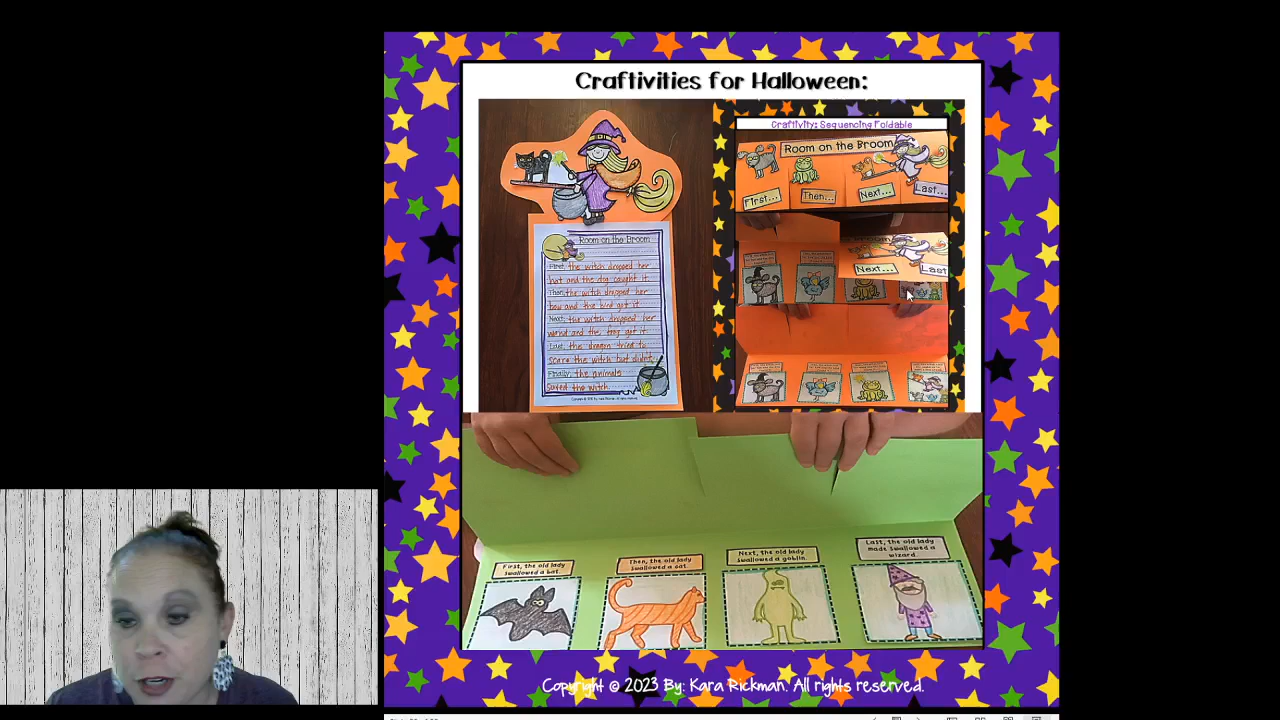 Craftivities for Halloween:
Room on the Broom
First, the witch dropped her
hat and the dog caught it.
Then, the witch dropped her
bow and the bird got it.
Next, the witch dropped her
wand and the frog got it.
Last, the dragon tried to
scare the witch but didn't.
Finally, the animals
saved the witch.
Craftivity: Sequencing Foldable
Room on the Broom
First...
Then...
Next...
Last...
Next...
Last
First, the old lady
swallowed a bat.
Then, the old lady
swallowed a cat.
Next, the old lady
swallowed a goblin.
Last, the old lady
made swallowed a
wizard.
Copyright © 2023 By: Kara Rickman. All rights reserved.